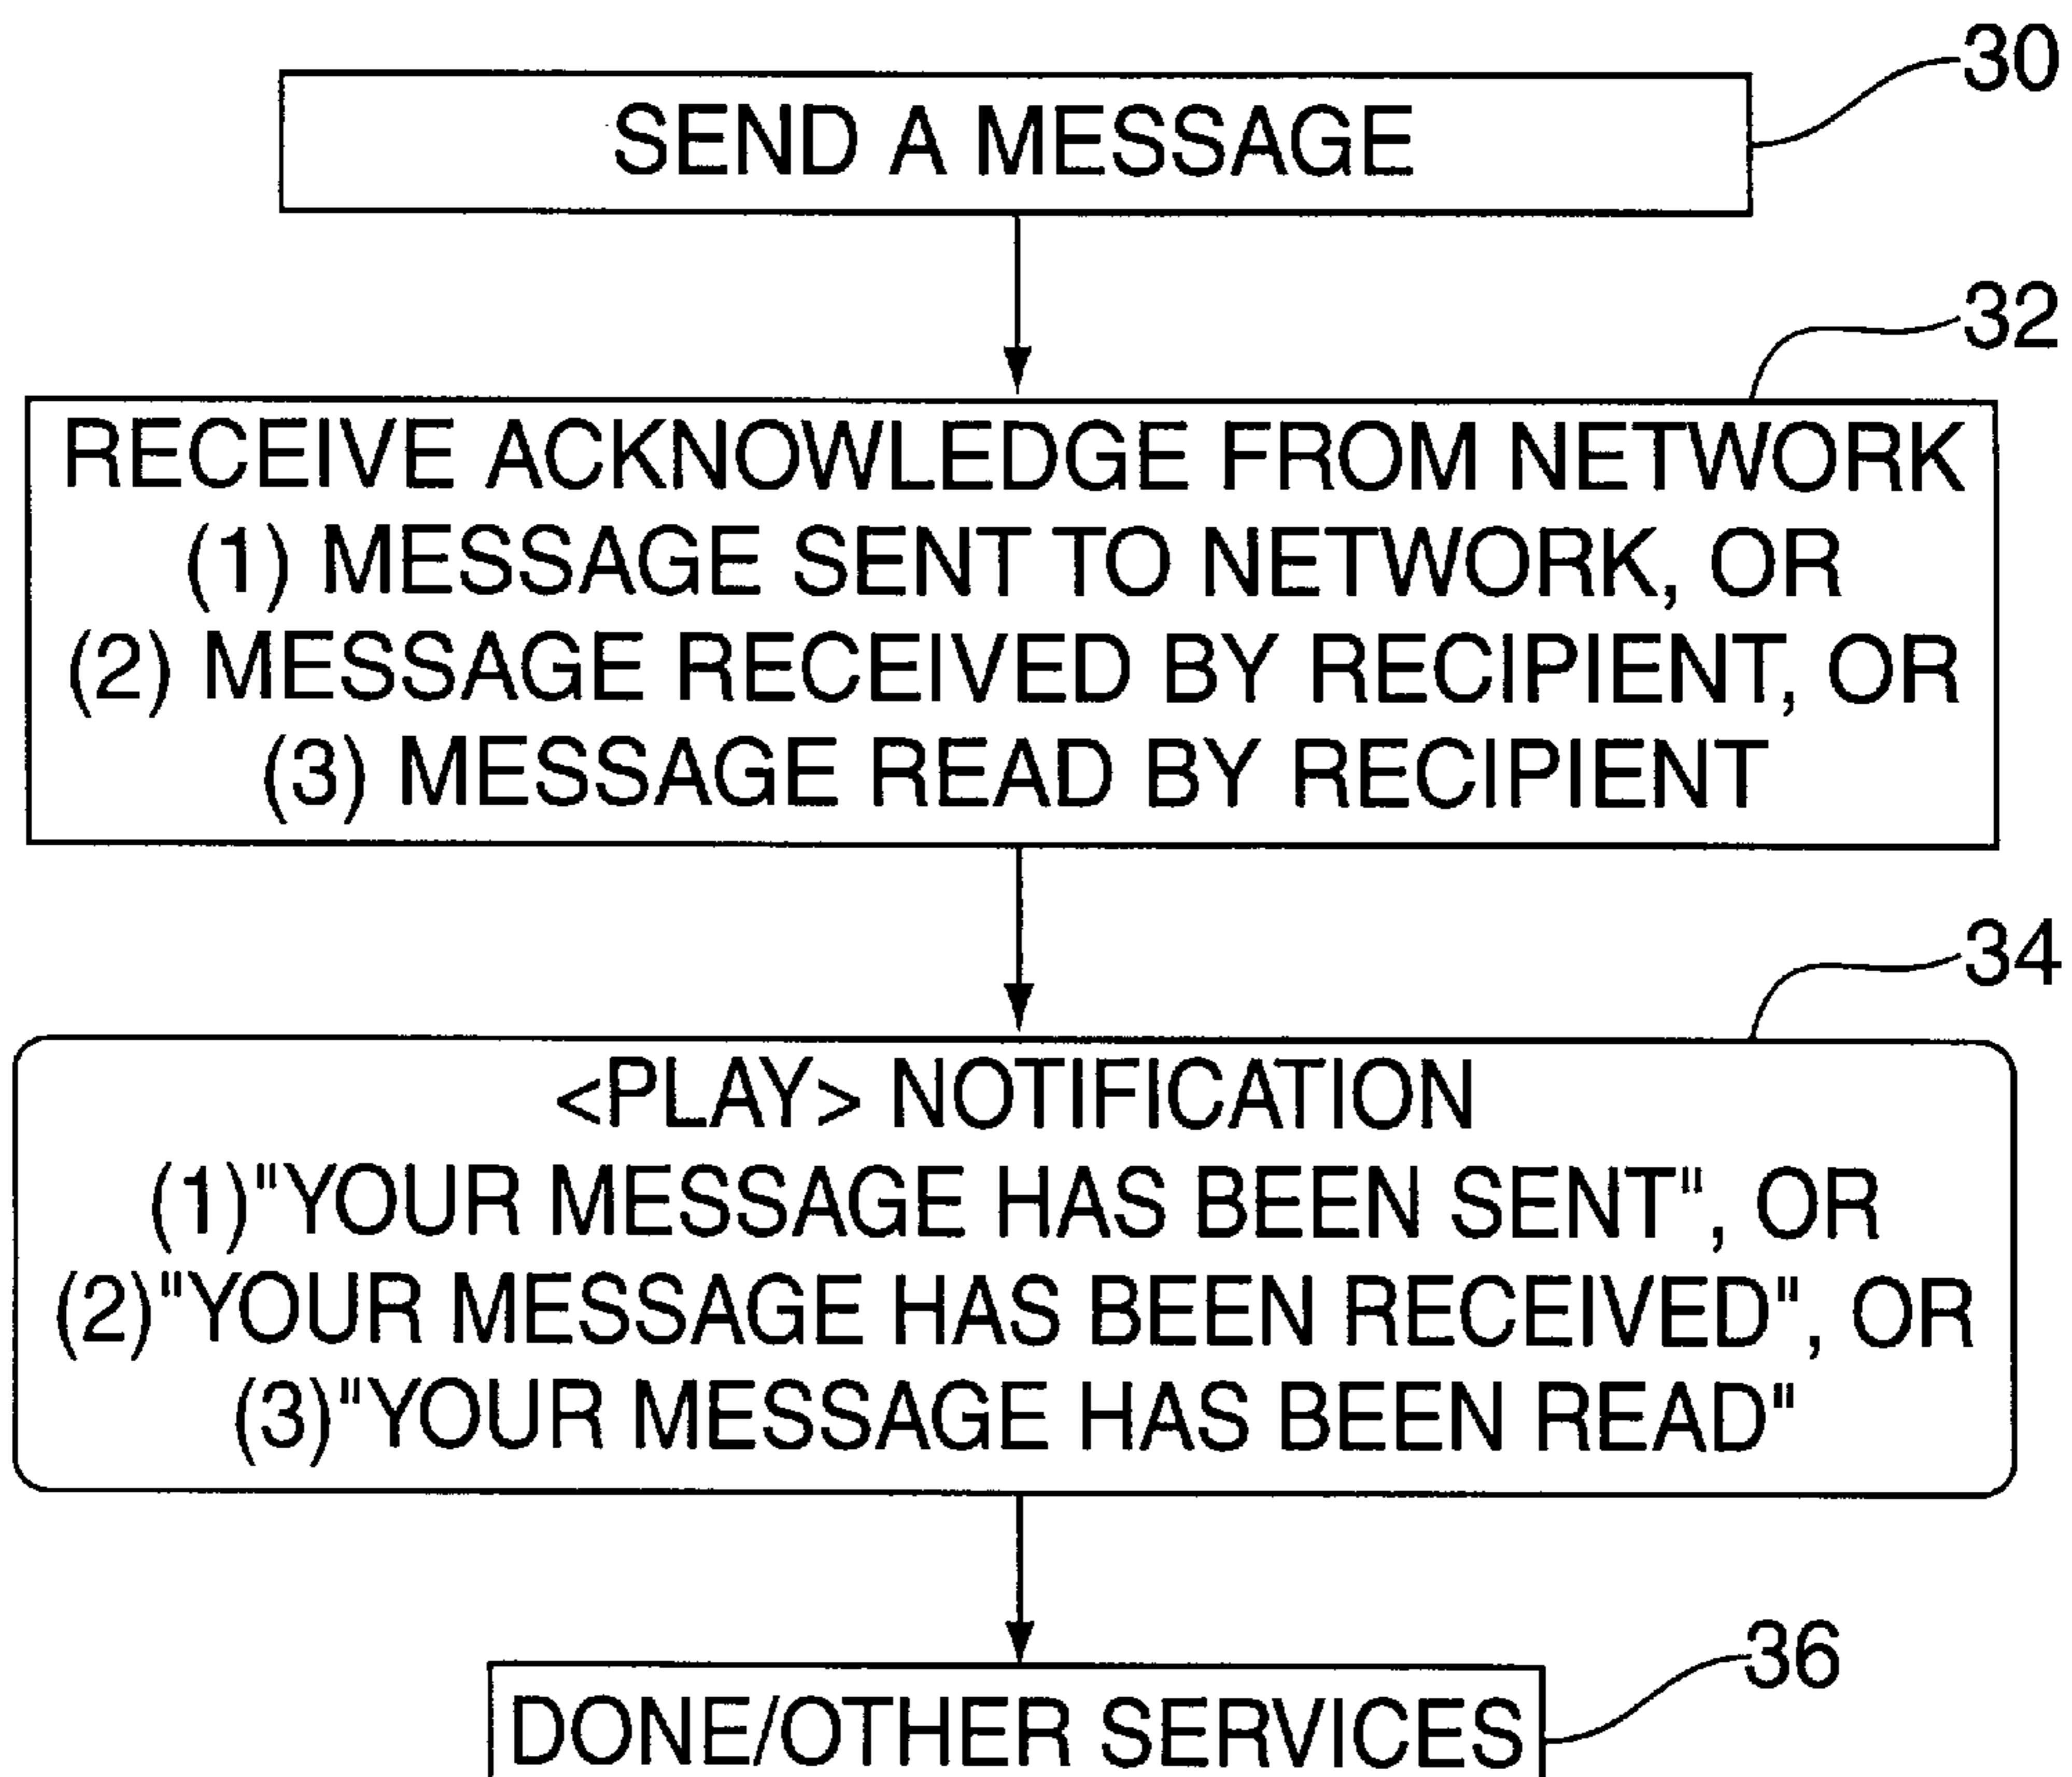 30
SEND A MESSAGE
32
RECEIVE ACKNOWLEDGE FROM NETWORK
(1) MESSAGE SENT TO NETWORK, OR
(2) MESSAGE RECEIVED BY RECIPIENT, OR
(3) MESSAGE READ BY RECIPIENT
34
<PLAY> NOTIFICATION
(1)"YOUR MESSAGE HAS BEEN SENT", OR
(2)"YOUR MESSAGE HAS BEEN RECEIVED", OR
(3)"YOUR MESSAGE HAS BEEN READ"
36
DONE/OTHER SERVICES